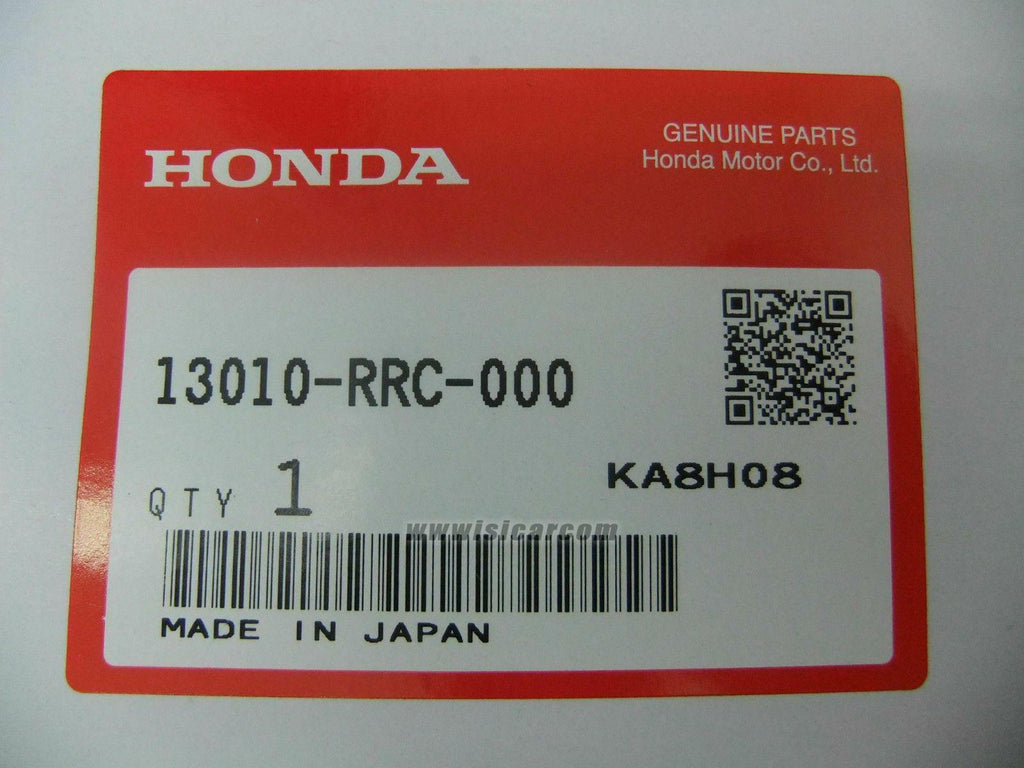 HONDA
GENUINE PARTS
Honda Motor Co., Ltd.
13010-RRC-000
KA8H08
QTY 1
www.isicar.com
MADE IN JAPAN